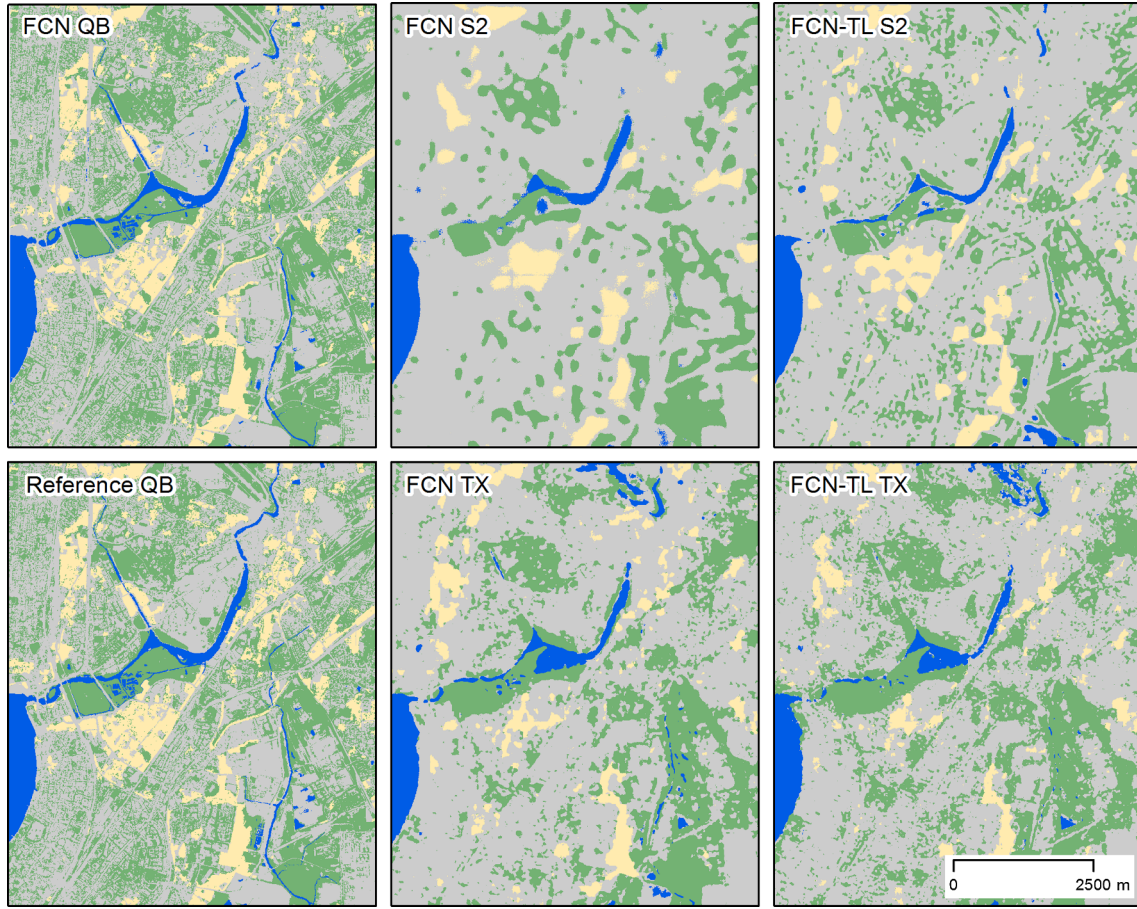 FCN QB
FCN S2
FCN-TL S2
Reference QB
FCN TX
FCN-TL TX
0 2500 m